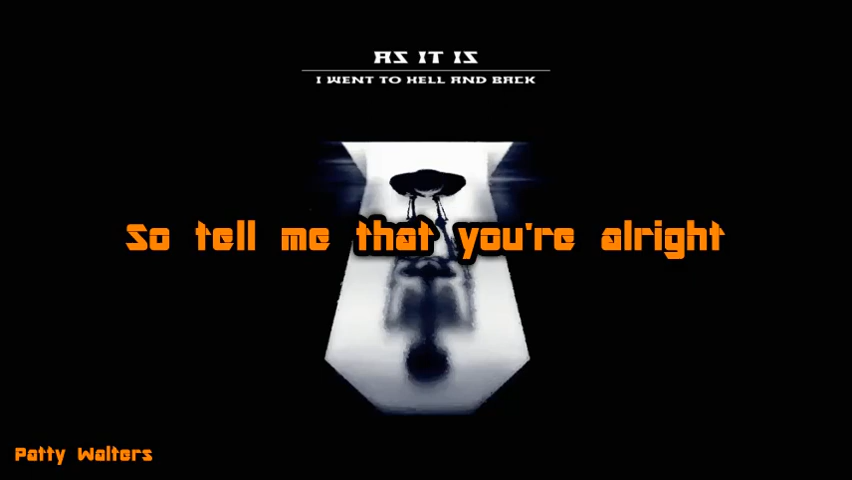 AS IT IS
I WENT TO HELL AND BACK
So tell me that you're alright
Patty Walters